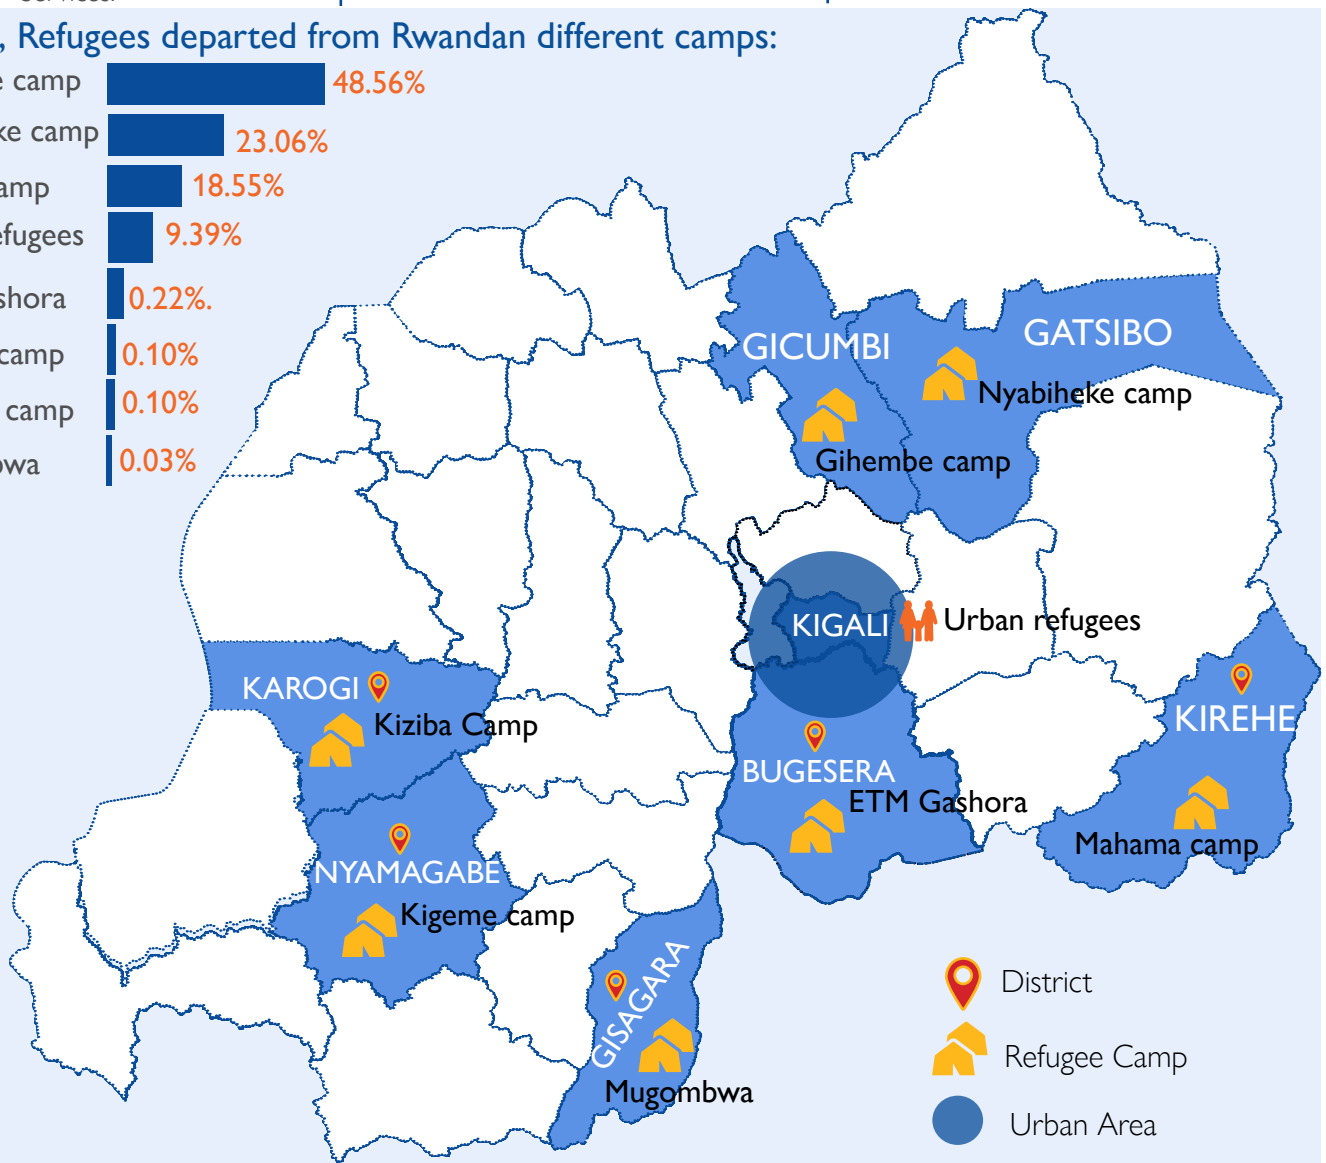 , Refugees departed from Rwandan different camps:
camp
48.56%
ke camp
23.06%
amp
18.55%
efugees
9.39%
shora
0.22%.
camp
0.10%
camp
0.10%
bwa
0.03%
GICUMBI
GATSIBO
Nyabiheke camp
Gihembe camp
KIGALI
Urban refugees
KAROGI
Kiziba Camp
KIREHE
BUGESERA
ETM Gashora
Mahama camp
NYAMAGABE
Kigeme camp
GISAGARA
Mugombwa
District
Refugee Camp
Urban Area